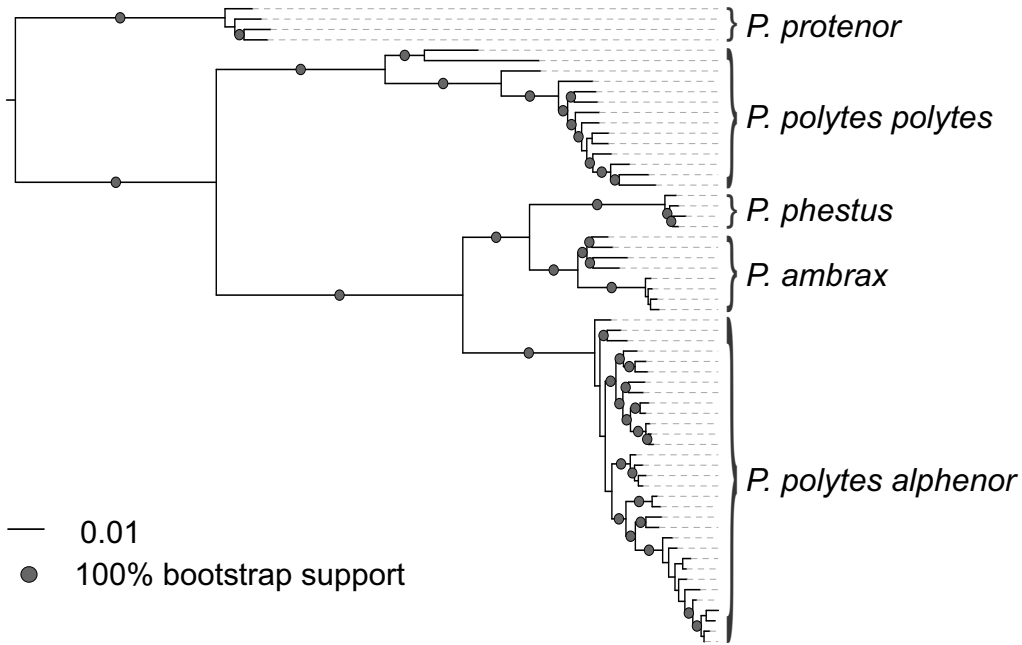 P. protenor
P. polytes polytes
P. phestus
P. ambrax
P. polytes alphenor
0.01
100% bootstrap support